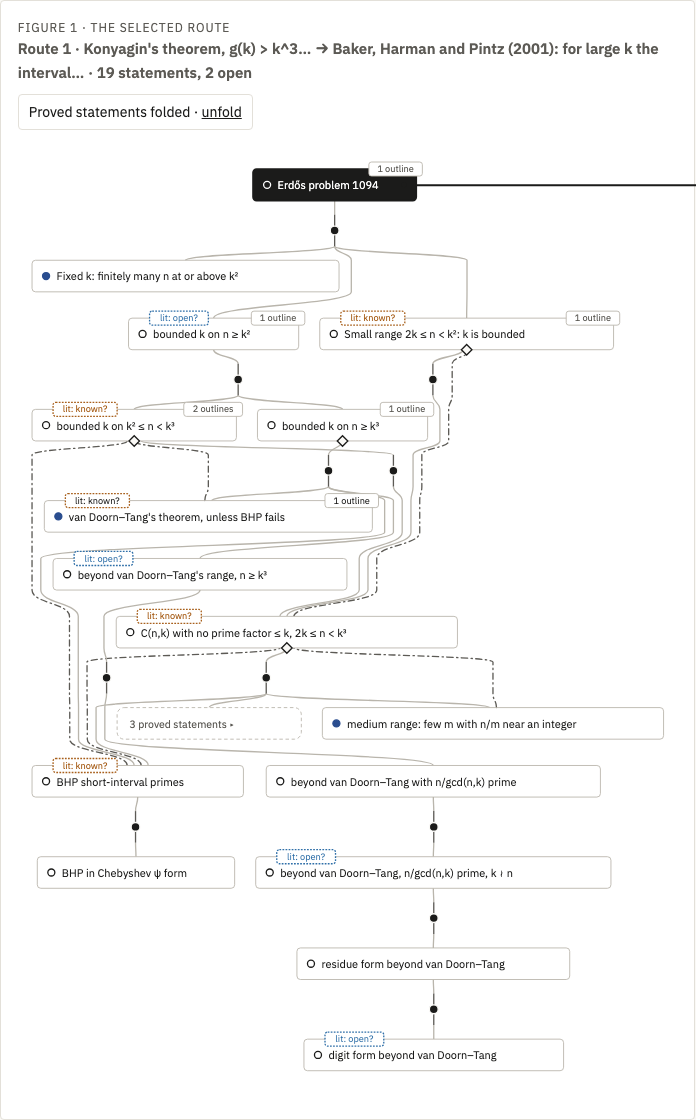 FIGURE 1 · THE SELECTED ROUTE
Route 1 · Konyagin's theorem, g(k) > k^3... → Baker, Harman and Pintz (2001): for large k the
interval... · 19 statements, 2 open
Proved statements folded · unfold
1 outline
Erdős problem 1094
Fixed k: finitely many n at or above k²
lit: open?
1 outline
bounded k on n ≥ k²
lit: known?
1 outline
Small range 2k ≤ n < k²: k is bounded
lit: known?
2 outlines
bounded k on k² ≤ n < k³
1 outline
bounded k on n ≥ k³
lit: known?
1 outline
van Doorn–Tang's theorem, unless BHP fails
lit: open?
beyond van Doorn–Tang's range, n ≥ k³
lit: known?
C(n,k) with no prime factor ≤ k, 2k ≤ n < k³
3 proved statements ▸
medium range: few m with n/m near an integer
lit: known?
BHP short-interval primes
beyond van Doorn–Tang with n/gcd(n,k) prime
BHP in Chebyshev ψ form
lit: open?
beyond van Doorn–Tang, n/gcd(n,k) prime, k ∤ n
residue form beyond van Doorn–Tang
lit: open?
digit form beyond van Doorn–Tang